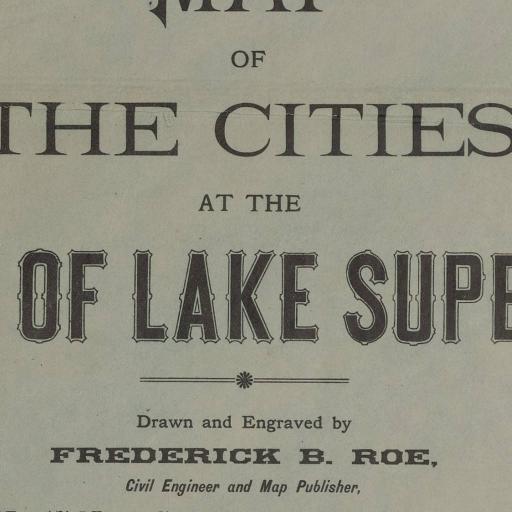 MAP
OF
THE CITIES
AT THE
OF LAKE SUPE
Drawn and Engraved by
FREDERICK B. ROE,
Civil Engineer and Map Publisher,